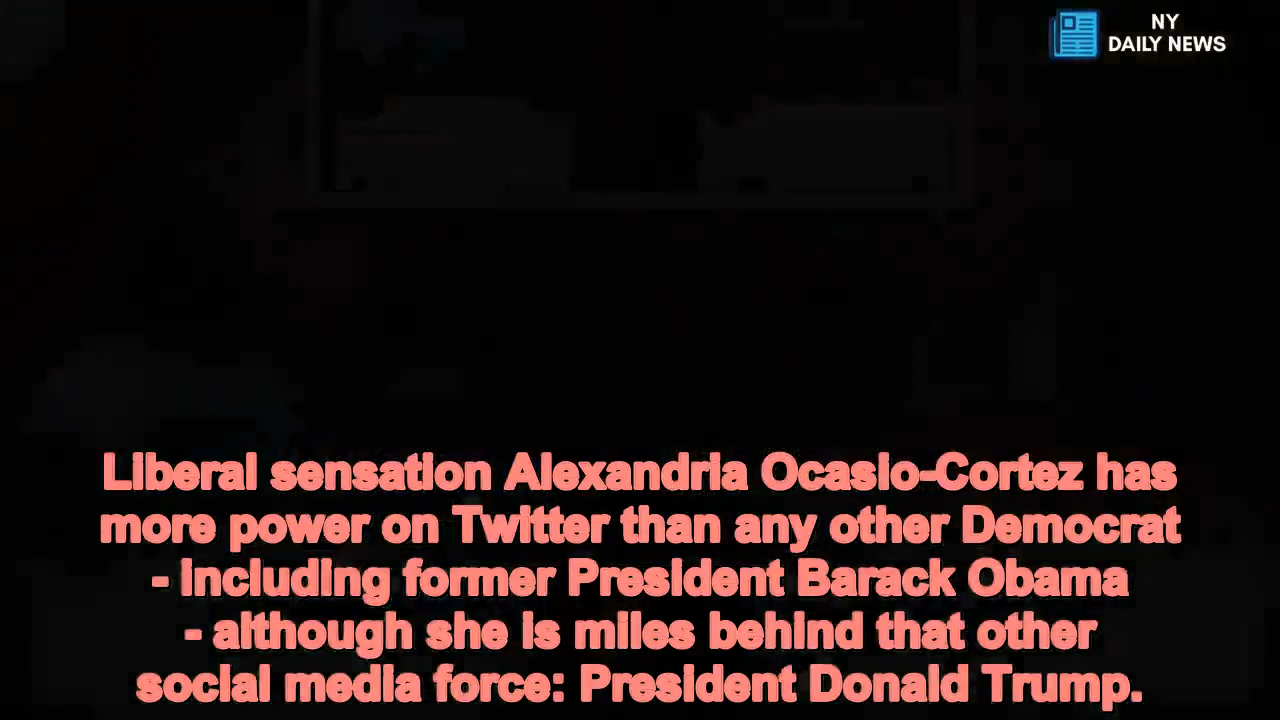 NY
DAILY NEWS
Liberal sensation Alexandria Ocasio-Cortez has
more power on Twitter than any other Democrat
- including former President Barack Obama
- although she is miles behind that other
social media force: President Donald Trump.